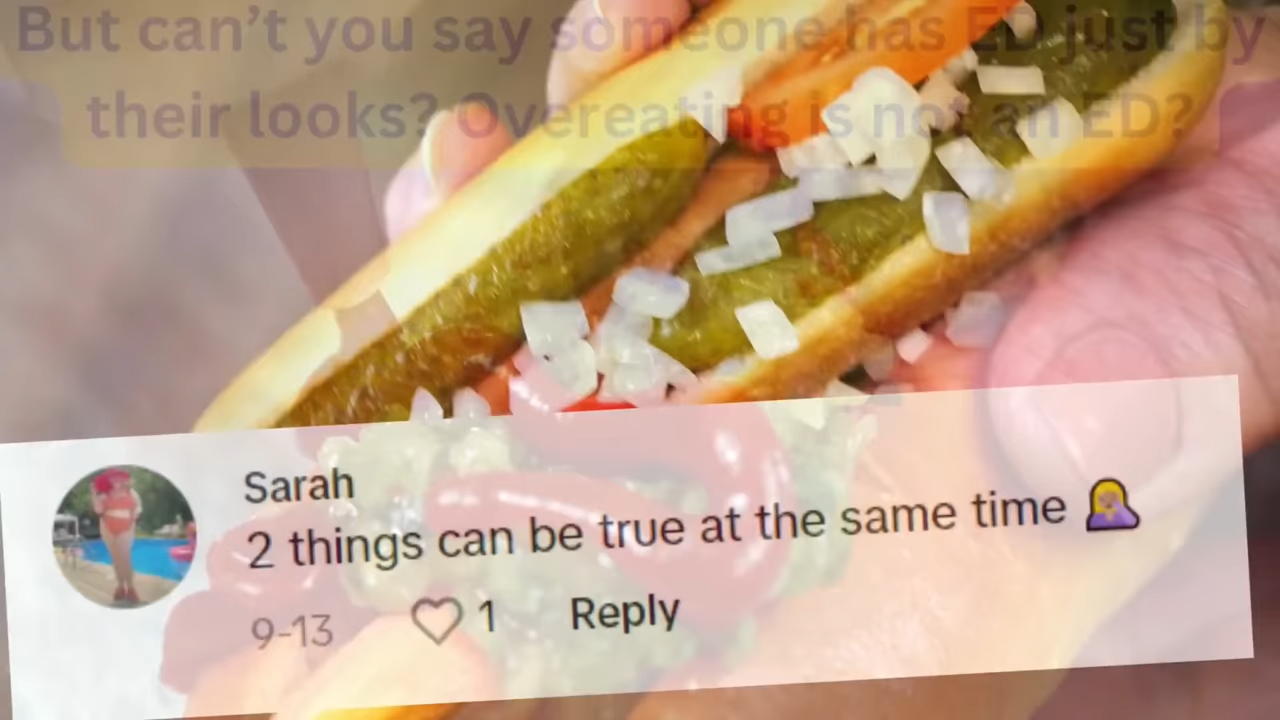 But can’t you say someone has ED just by
their looks? Overeating is not an ED?
Sarah
2 things can be true at the same time 🤷‍♀️
9-13
1
Reply